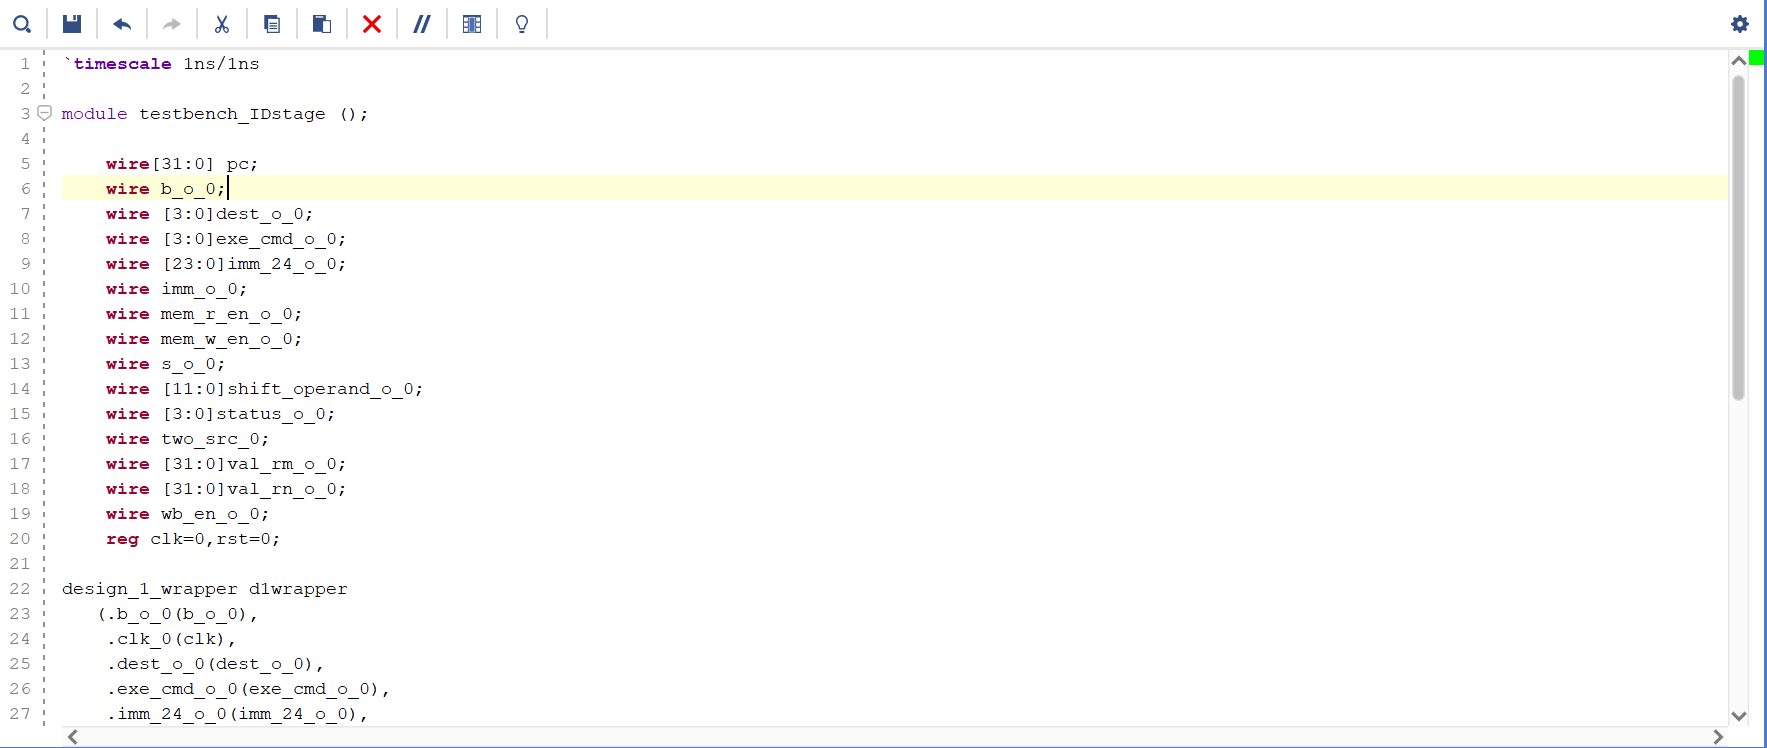 1 `timescale 1ns/1ns
2
3 module testbench_IDstage ();
4
5 wire[31:0] pc;
6 wire b_o_0;
7 wire [3:0]dest_o_0;
8 wire [3:0]exe_cmd_o_0;
9 wire [23:0]imm_24_o_0;
10 wire imm_o_0;
11 wire mem_r_en_o_0;
12 wire mem_w_en_o_0;
13 wire s_o_0;
14 wire [11:0]shift_operand_o_0;
15 wire [3:0]status_o_0;
16 wire two_src_0;
17 wire [31:0]val_rm_o_0;
18 wire [31:0]val_rn_o_0;
19 wire wb_en_o_0;
20 reg clk=0,rst=0;
21
22 design_1_wrapper d1wrapper
23 (.b_o_0(b_o_0),
24 .clk_0(clk),
25 .dest_o_0(dest_o_0),
26 .exe_cmd_o_0(exe_cmd_o_0),
27 .imm_24_o_0(imm_24_o_0),